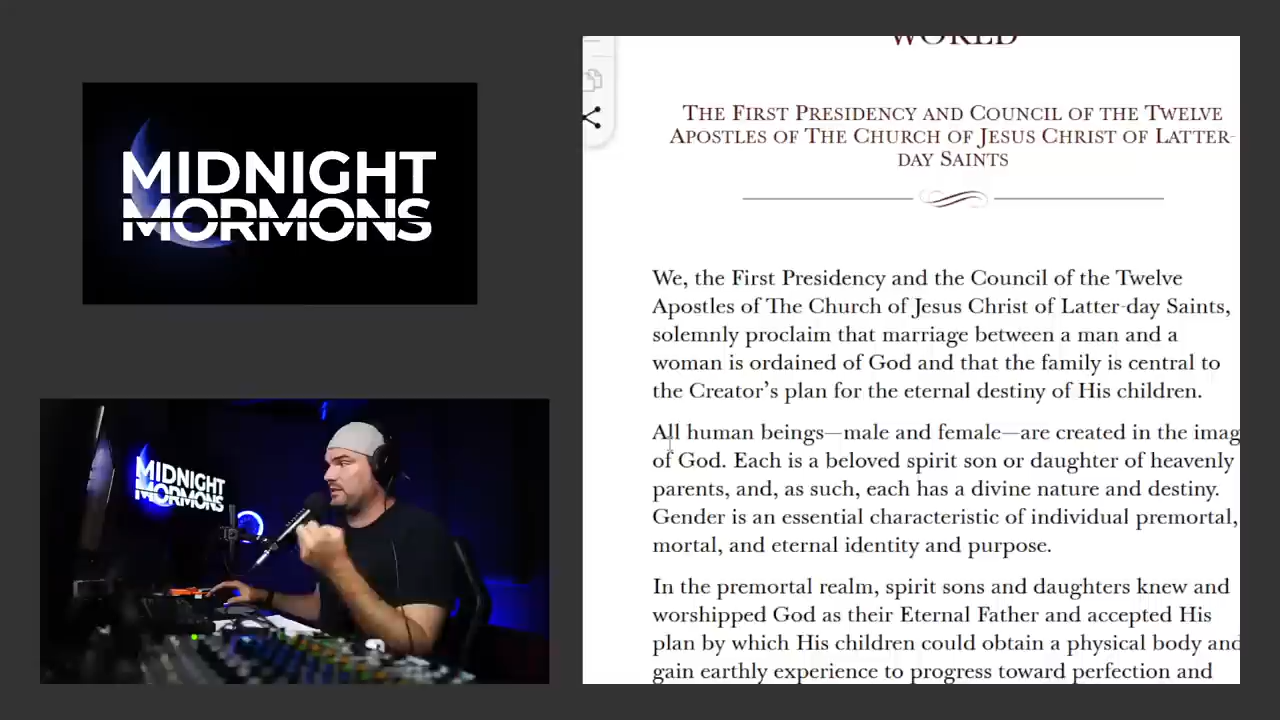 MIDNIGHT
MORMONS
MIDNIGHT
MORMONS
WORLD
THE FIRST PRESIDENCY AND COUNCIL OF THE TWELVE
APOSTLES OF THE CHURCH OF JESUS CHRIST OF LATTER-
DAY SAINTS
We, the First Presidency and the Council of the Twelve
Apostles of The Church of Jesus Christ of Latter-day Saints,
solemnly proclaim that marriage between a man and a
woman is ordained of God and that the family is central to
the Creator’s plan for the eternal destiny of His children.
All human beings—male and female—are created in the imag
of God. Each is a beloved spirit son or daughter of heavenly
parents, and, as such, each has a divine nature and destiny.
Gender is an essential characteristic of individual premortal,
mortal, and eternal identity and purpose.
In the premortal realm, spirit sons and daughters knew and
worshipped God as their Eternal Father and accepted His
plan by which His children could obtain a physical body and
gain earthly experience to progress toward perfection and